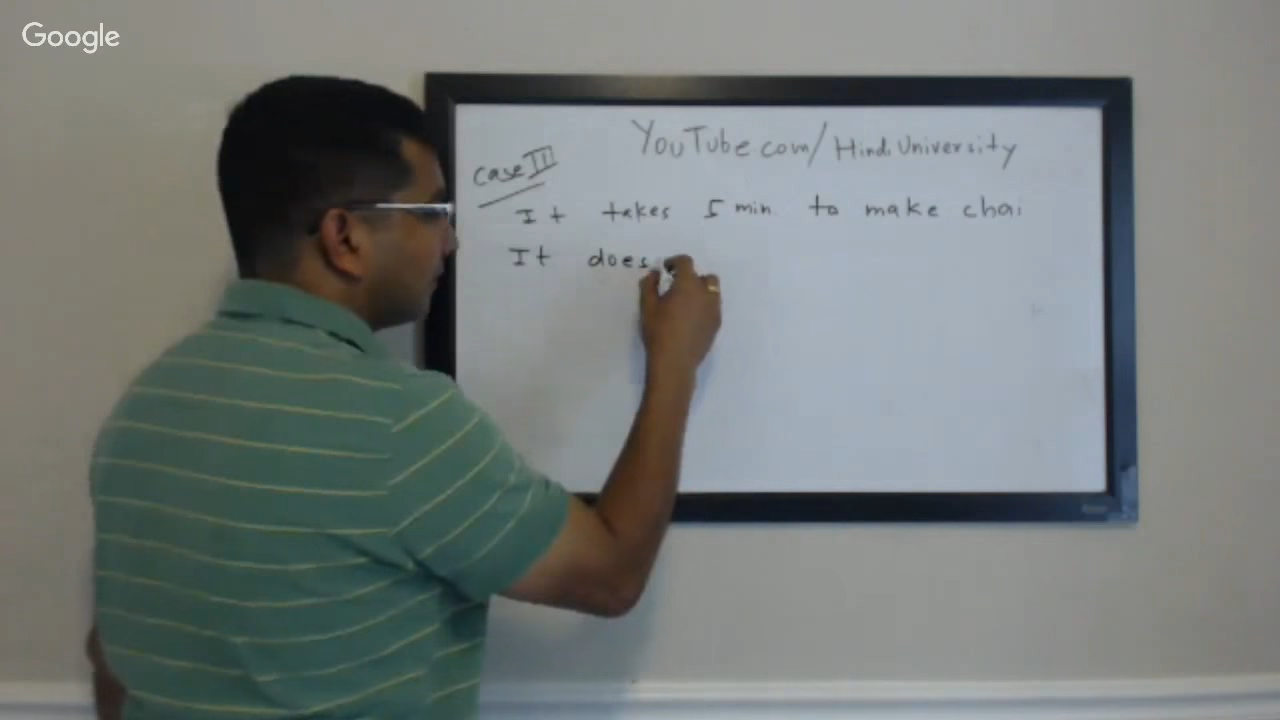 Google
YouTube.com/HindiUniversity
Case III
It takes 5 min to make chai
It does